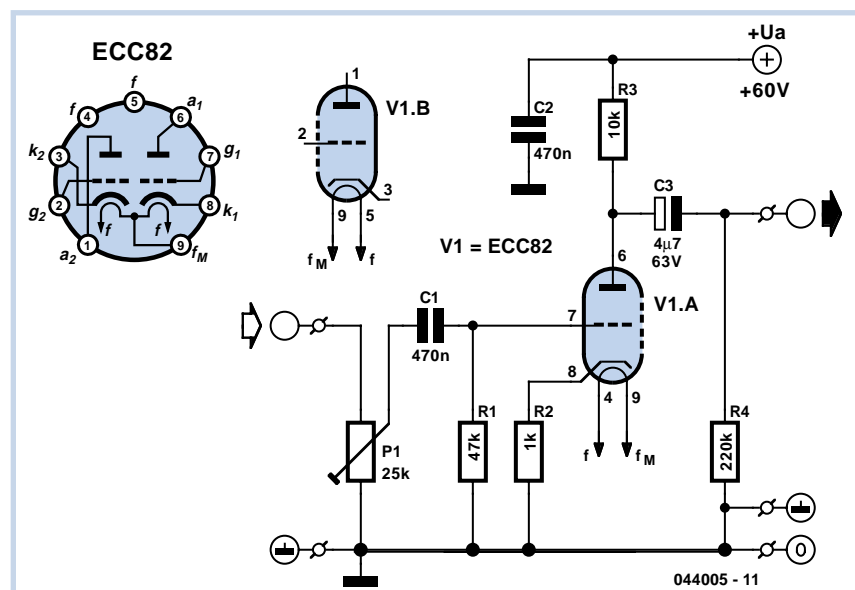 ECC82
f
5
f
4
a1
6
k2
3
7
g1
g2
2
f
f
8
k1
a2
1
9
fM
1
V1.B
2
3
9
5
fM
f
V1 = ECC82
+Ua
+60V
C2
470n
R3
10k
C3
4µ7
63V
6
V1.A
C1
470n
7
8
4
9
f
fM
P1
25k
R1
47k
R2
1k
R4
220k
0
044005 - 11